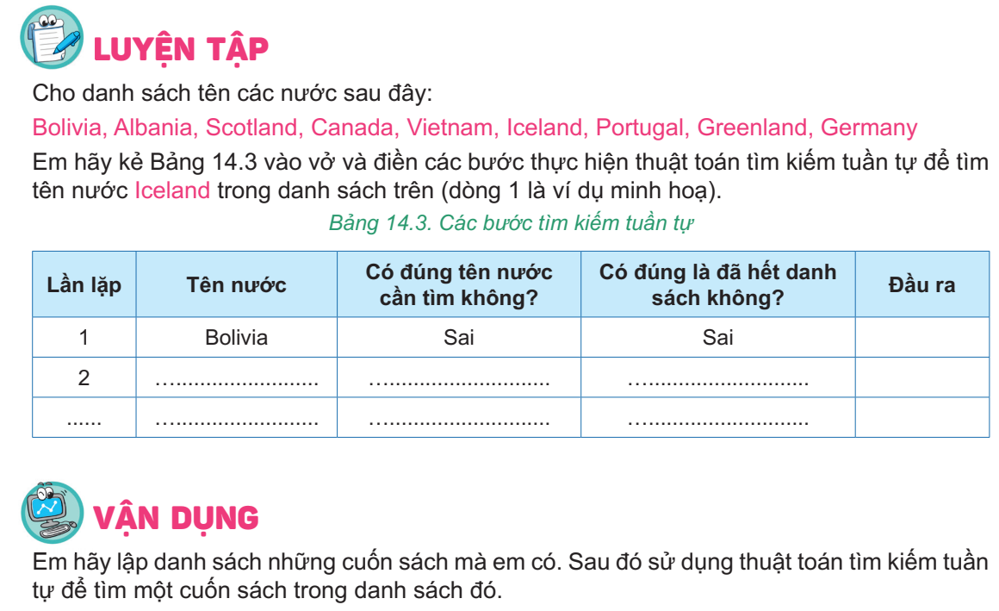 LUYỆN TẬP
Cho danh sách tên các nước sau đây:
Bolivia, Albania, Scotland, Canada, Vietnam, Iceland, Portugal, Greenland, Germany
Em hãy kẻ Bảng 14.3 vào vở và điền các bước thực hiện thuật toán tìm kiếm tuần tự để tìm
tên nước Iceland trong danh sách trên (dòng 1 là ví dụ minh hoạ).
Bảng 14.3. Các bước tìm kiếm tuần tự
Lần lặp Tên nước Có đúng tên nước cần tìm không? Có đúng là đã hết danh sách không? Đầu ra
1 Bolivia Sai Sai
2 ….......................... ….......................... …..........................
...... ….......................... ….......................... …..........................
VẬN DỤNG
Em hãy lập danh sách những cuốn sách mà em có. Sau đó sử dụng thuật toán tìm kiếm tuần
tự để tìm một cuốn sách trong danh sách đó.